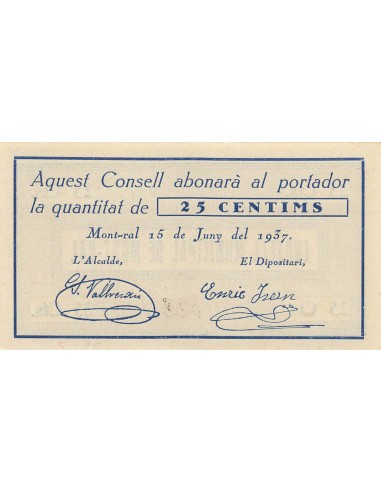 Aquest Consell abonarà al portador
la quantitat de 25 CENTIMS
Mont-ral 15 de Juny del 1937.
L'Alcalde, El Dipositari,
Enric Isern